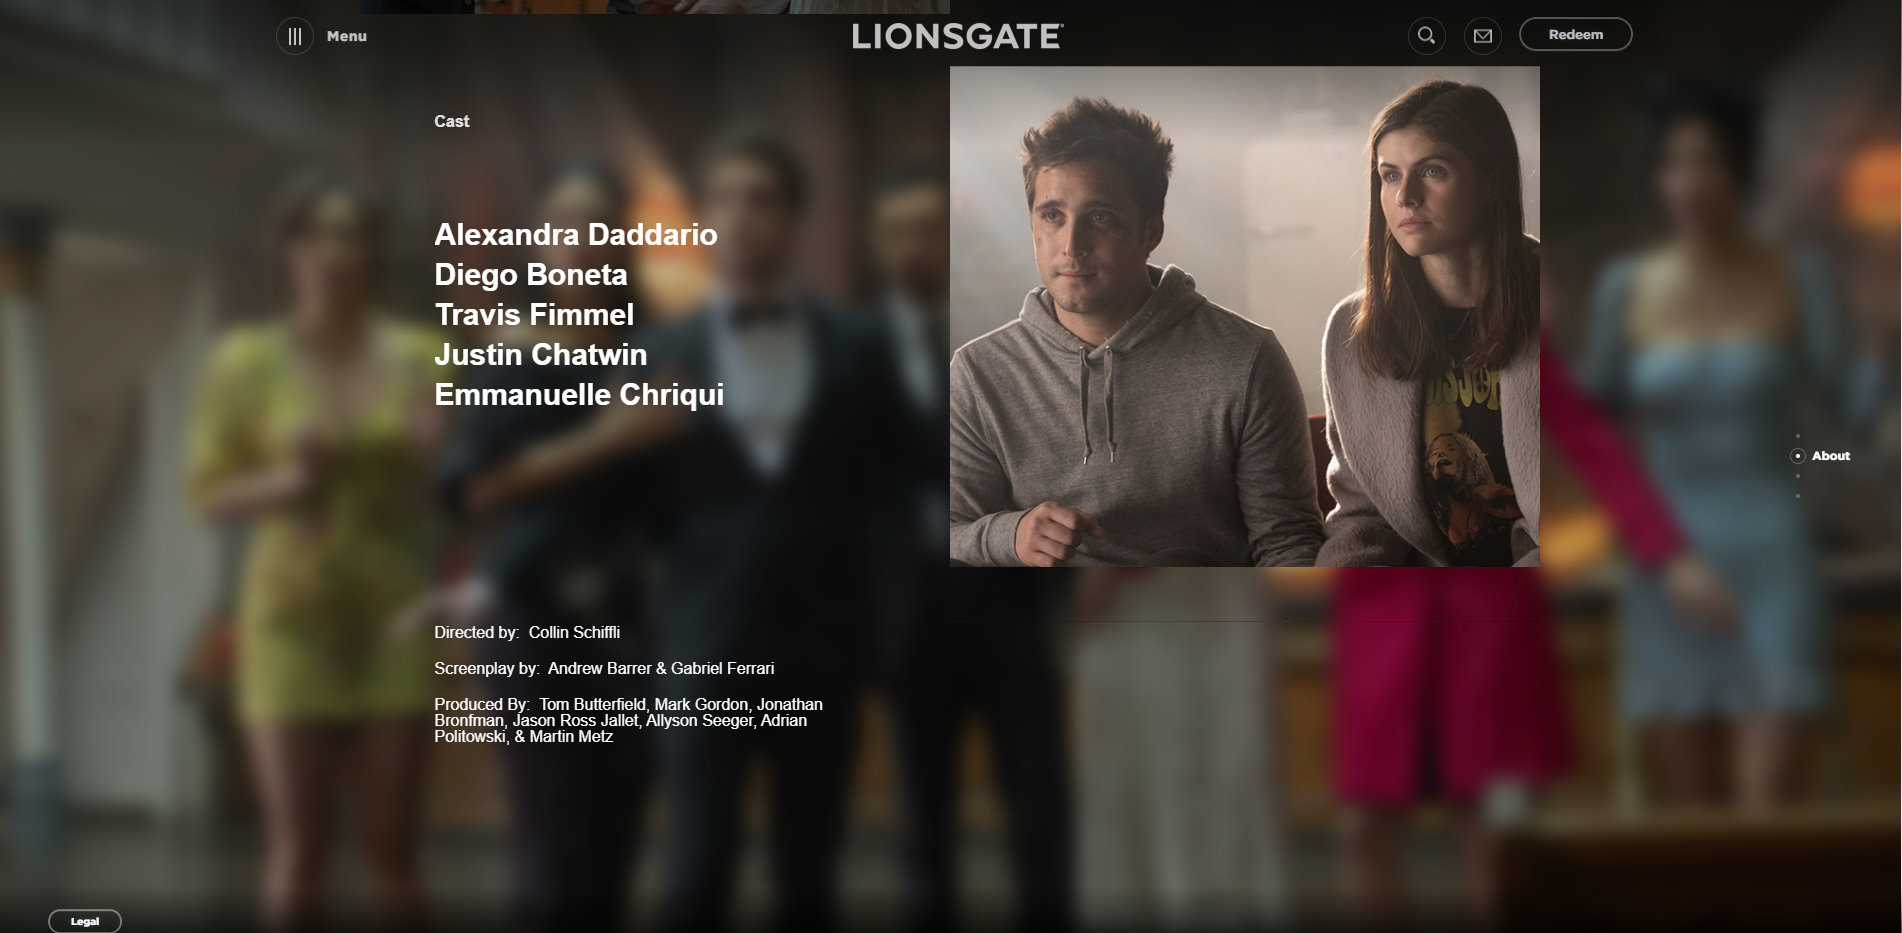 Menu
LIONSGATE
Redeem
Cast
Alexandra Daddario
Diego Boneta
Travis Fimmel
Justin Chatwin
Emmanuelle Chriqui
About
Directed by:  Collin Schiffli
Screenplay by:  Andrew Barrer & Gabriel Ferrari
Produced By:  Tom Butterfield, Mark Gordon, Jonathan
Bronfman, Jason Ross Jallet, Allyson Seeger, Adrian
Politowski, & Martin Metz
Legal